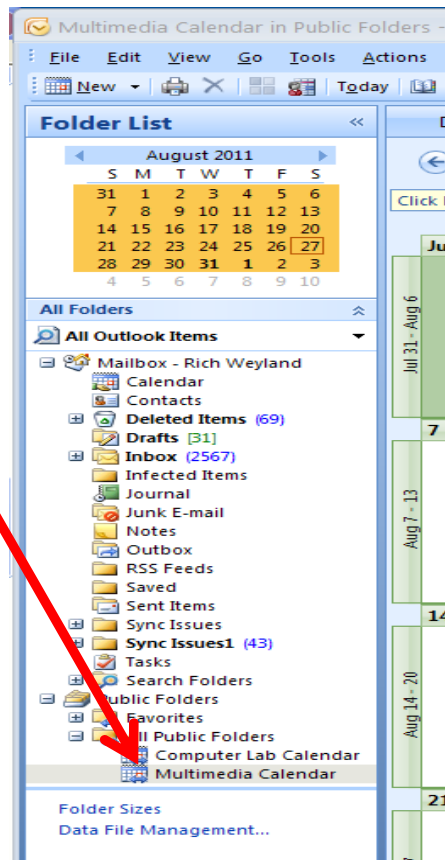 Multimedia Calendar in Public Folders -
File Edit View Go Tools Actions
New Today
Folder List «
August 2011
S M T W T F S
31 1 2 3 4 5 6
7 8 9 10 11 12 13
14 15 16 17 18 19 20
21 22 23 24 25 26 27
28 29 30 31 1 2 3
4 5 6 7 8 9 10
All Folders
All Outlook Items
Mailbox - Rich Weyland
Calendar
Contacts
Deleted Items (69)
Drafts [31]
Inbox (2567)
Infected Items
Journal
Junk E-mail
Notes
Outbox
RSS Feeds
Saved
Sent Items
Sync Issues
Sync Issues1 (43)
Tasks
Search Folders
Public Folders
Favorites
All Public Folders
Computer Lab Calendar
Multimedia Calendar
Folder Sizes
Data File Management...
Click
Ju
Jul 31 - Aug 6
7
Aug 7 - 13
14
Aug 14 - 20
21